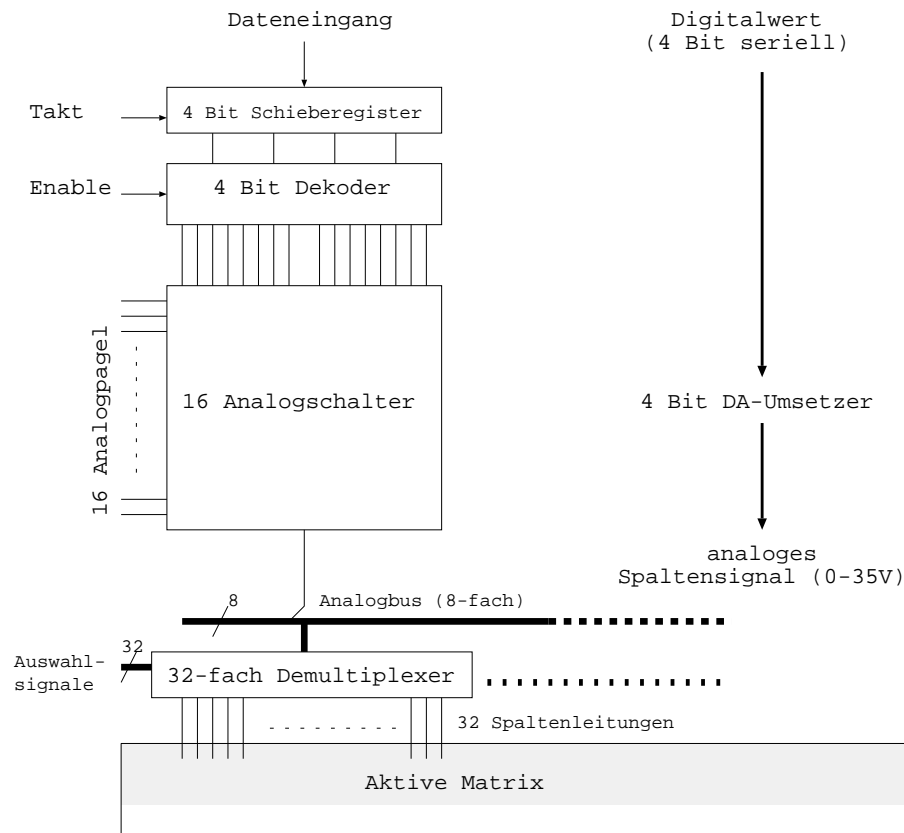 Dateneingang
Digitalwert
(4 Bit seriell)
Takt
4 Bit Schieberegister
Enable
4 Bit Dekoder
16 Analogpagel
16 Analogschalter
4 Bit DA-Umsetzer
analoges
Spaltensignal (0-35V)
8
Analogbus (8-fach)
32
Auswahl-
signale
32-fach Demultiplexer
32 Spaltenleitungen
Aktive Matrix